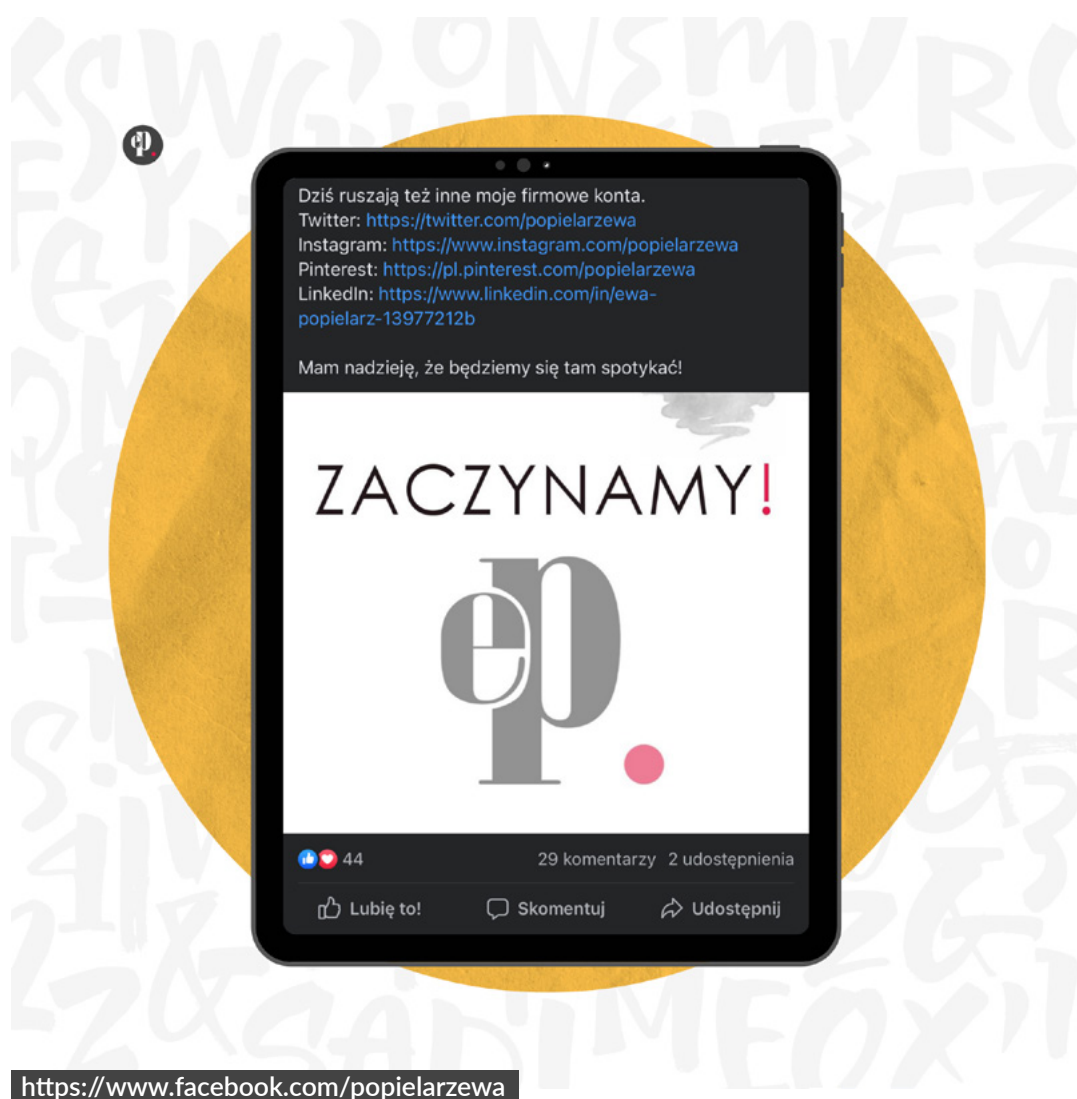 ep.
Dziś ruszają też inne moje firmowe konta.
Twitter: https://twitter.com/popielarzewa
Instagram: https://www.instagram.com/popielarzewa
Pinterest: https://pl.pinterest.com/popielarzewa
LinkedIn: https://www.linkedin.com/in/ewa-
popielarz-13977212b
Mam nadzieję, że będziemy się tam spotykać!
ZACZYNAMY!
ep.
44 29 komentarzy 2 udostępnienia
Lubię to! Skomentuj Udostępnij
https://www.facebook.com/popielarzewa